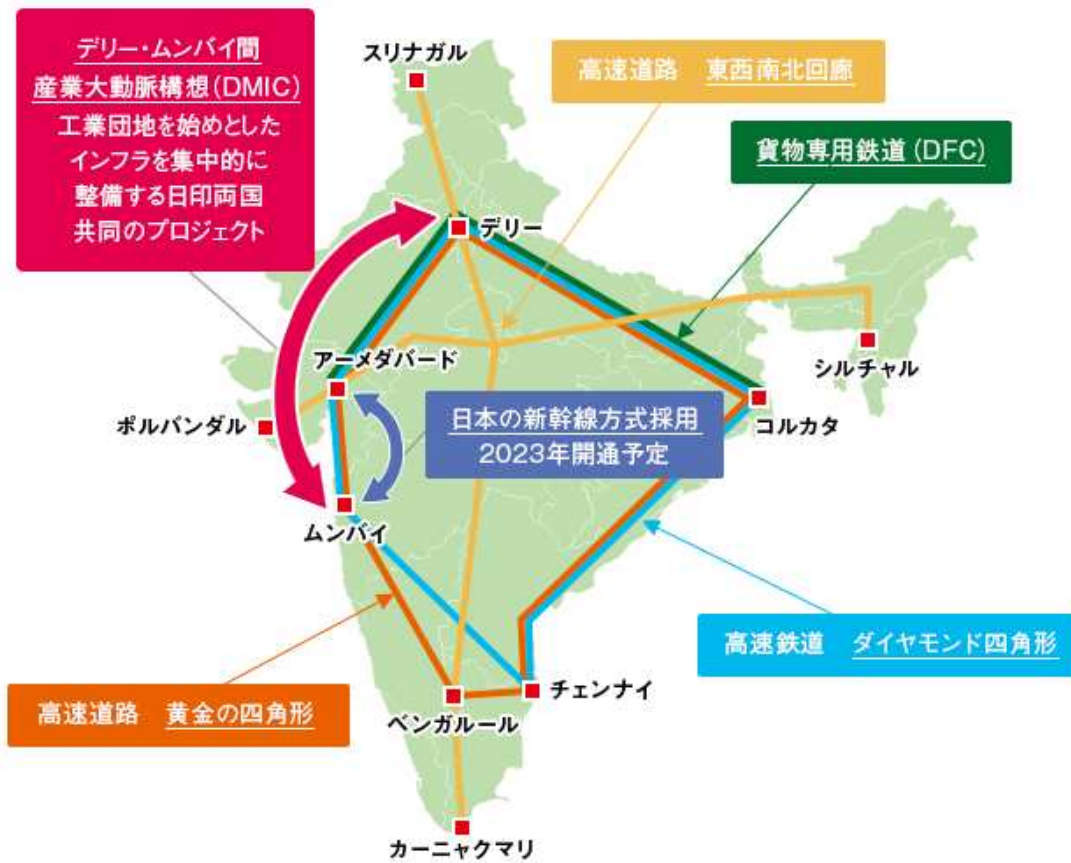 デリー・ムンバイ間
産業大動脈構想(DMIC)
工業団地を始めとした
インフラを集中的に
整備する日印両国
共同のプロジェクト
スリナガル
高速道路　東西南北回廊
貨物専用鉄道(DFC)
デリー
アーメダバード
シルチャル
ポルバンダル
日本の新幹線方式採用
2023年開通予定
コルカタ
ムンバイ
高速鉄道　ダイヤモンド四角形
高速道路　黄金の四角形
チェンナイ
ベンガルール
カーニャクマリ